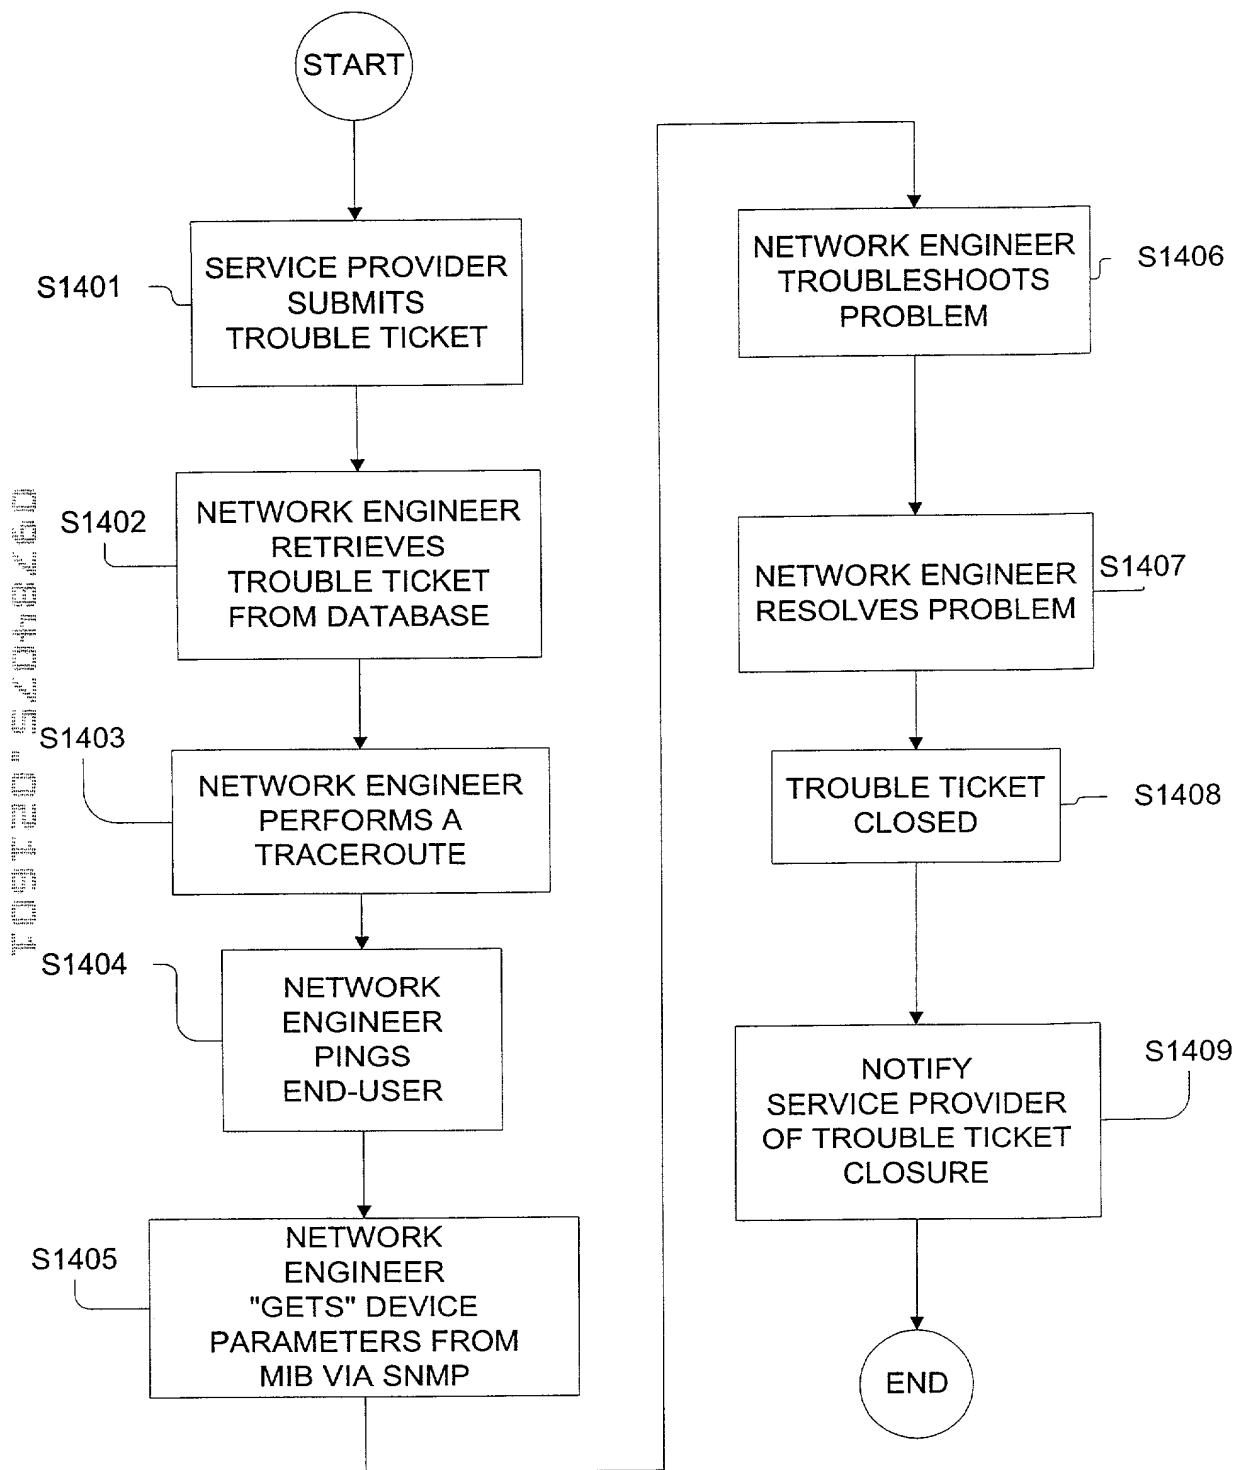 START
S1401
SERVICE PROVIDER
SUBMITS
TROUBLE TICKET
S1402
NETWORK ENGINEER
RETRIEVES
TROUBLE TICKET
FROM DATABASE
S1403
NETWORK ENGINEER
PERFORMS A
TRACEROUTE
S1404
NETWORK
ENGINEER
PINGS
END-USER
S1405
NETWORK
ENGINEER
"GETS" DEVICE
PARAMETERS FROM
MIB VIA SNMP
NETWORK ENGINEER
TROUBLESHOOTS
PROBLEM
S1406
NETWORK ENGINEER
RESOLVES PROBLEM
S1407
TROUBLE TICKET
CLOSED
S1408
NOTIFY
SERVICE PROVIDER
OF TROUBLE TICKET
CLOSURE
S1409
END
09784075.021601